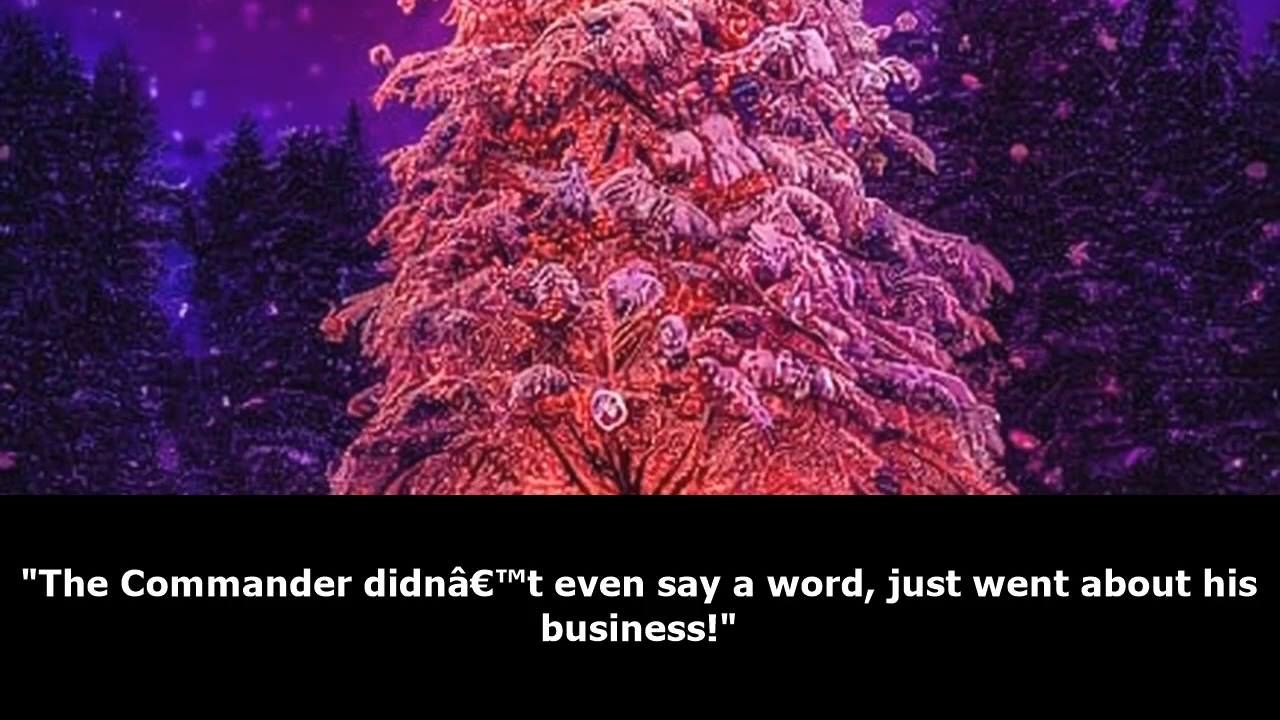 "The Commander didnâ€™t even say a word, just went about his
business!"